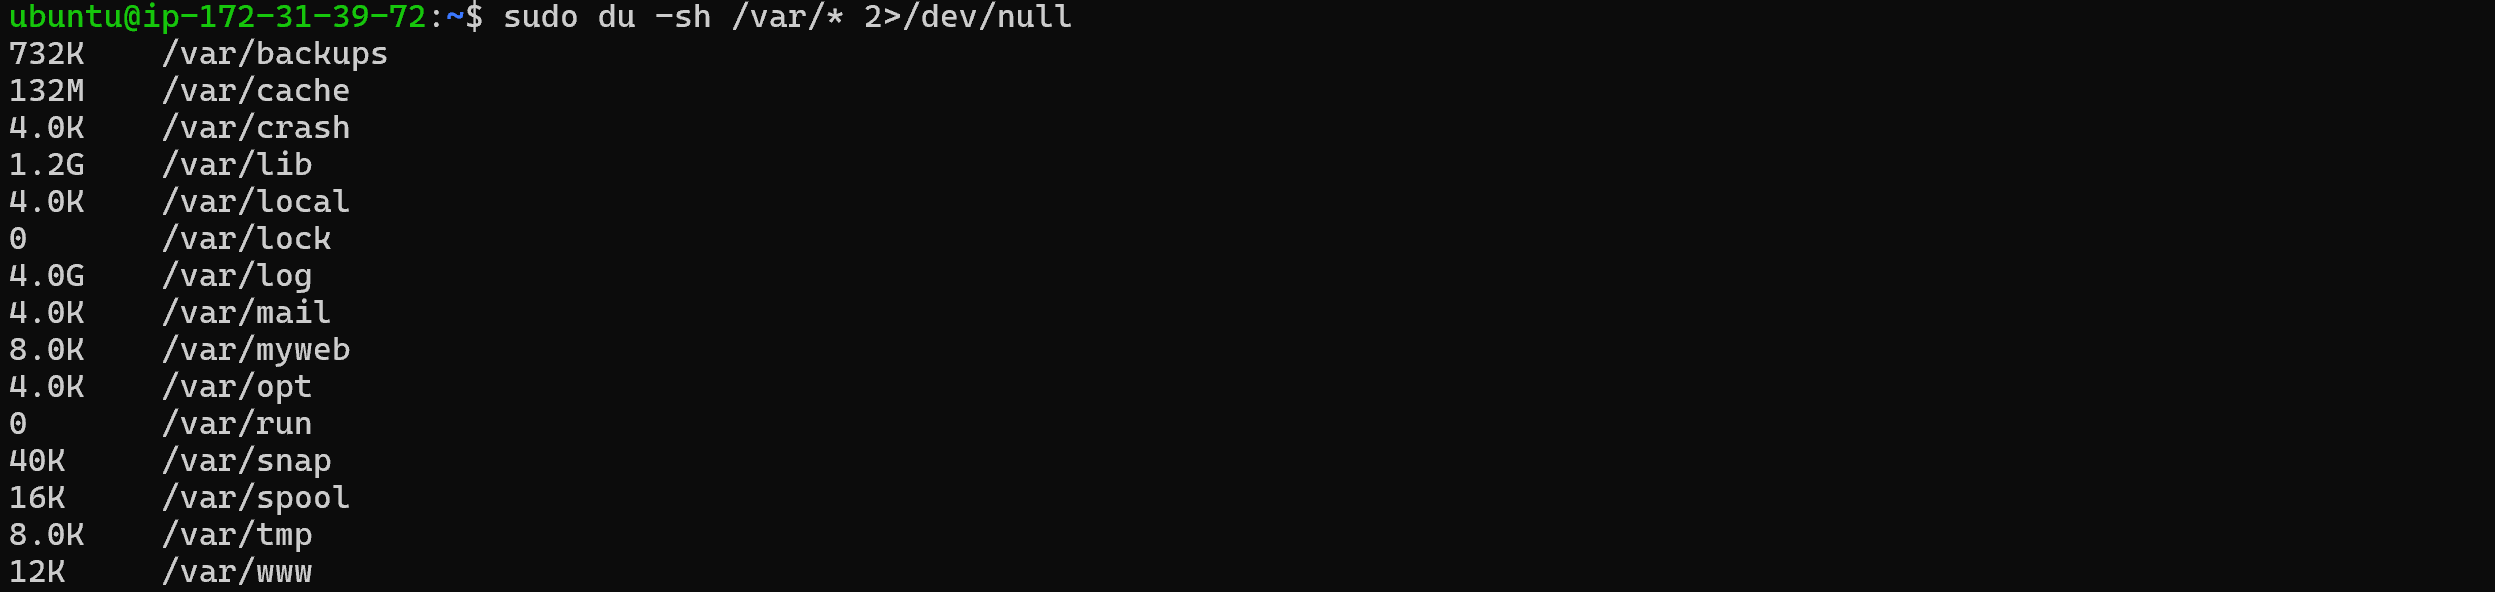 ubuntu@ip-172-31-39-72:~$ sudo du -sh /var/* 2>/dev/null
732K    /var/backups
132M    /var/cache
4.0K    /var/crash
1.2G    /var/lib
4.0K    /var/local
0       /var/lock
4.0G    /var/log
4.0K    /var/mail
8.0K    /var/myweb
4.0K    /var/opt
0       /var/run
40K     /var/snap
16K     /var/spool
8.0K    /var/tmp
12K     /var/www